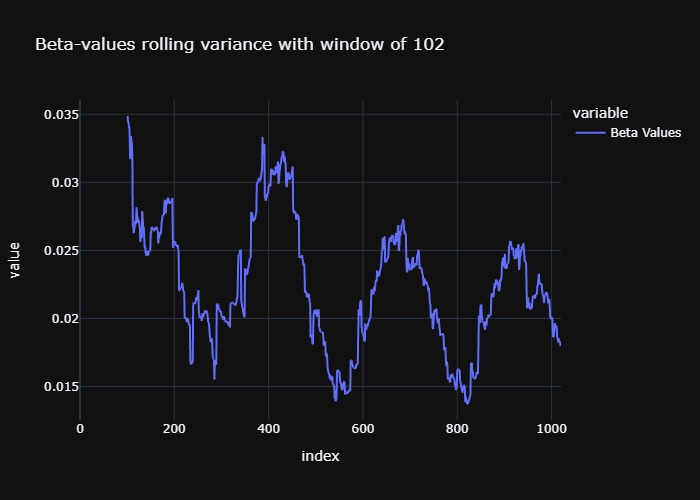 Beta-values rolling variance with window of 102
variable
Beta Values
0.035
0.03
0.025
0.02
0.015
value
0
200
400
600
800
1000
index